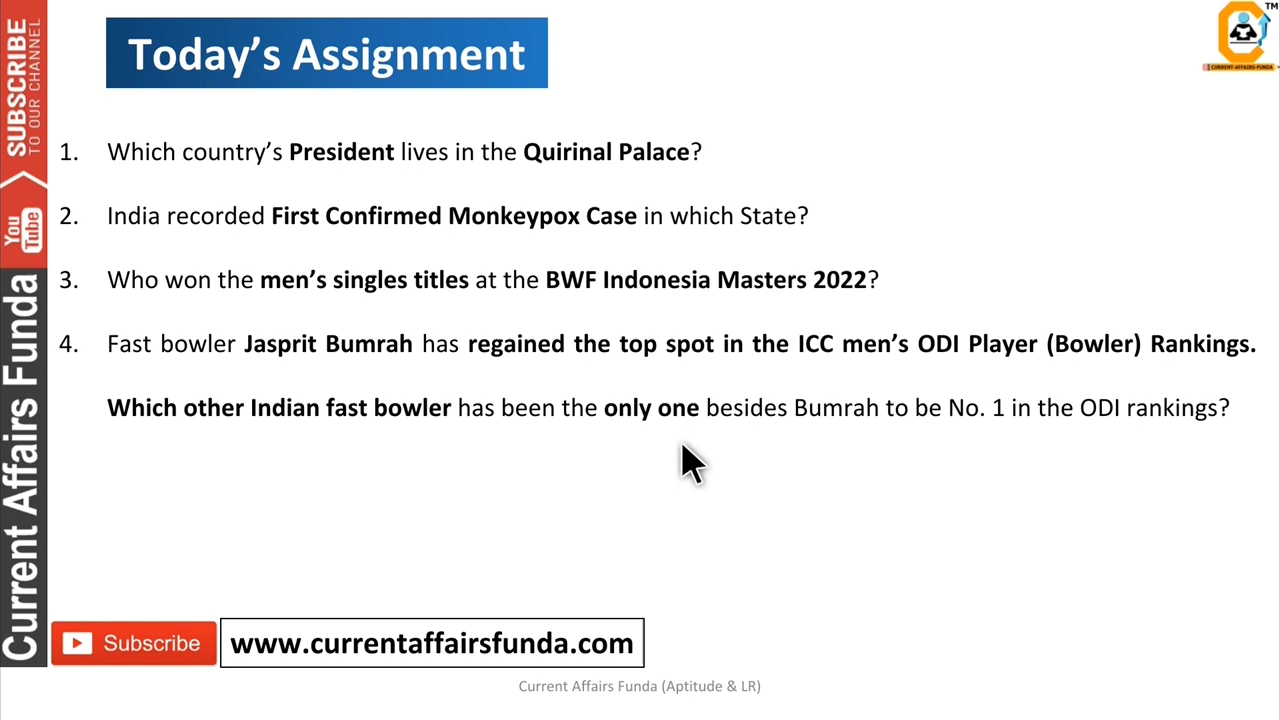 Today's Assignment
TM
CURRENT-AFFAIRS-FUNDA
SUBSCRIBE
TO OUR CHANNEL
You
Tube
Current Affairs Funda
1. Which country's President lives in the Quirinal Palace?
2. India recorded First Confirmed Monkeypox Case in which State?
3. Who won the men's singles titles at the BWF Indonesia Masters 2022?
4. Fast bowler Jasprit Bumrah has regained the top spot in the ICC men's ODI Player (Bowler) Rankings.
Which other Indian fast bowler has been the only one besides Bumrah to be No. 1 in the ODI rankings?
Subscribe
www.currentaffairsfunda.com
Current Affairs Funda (Aptitude & LR)